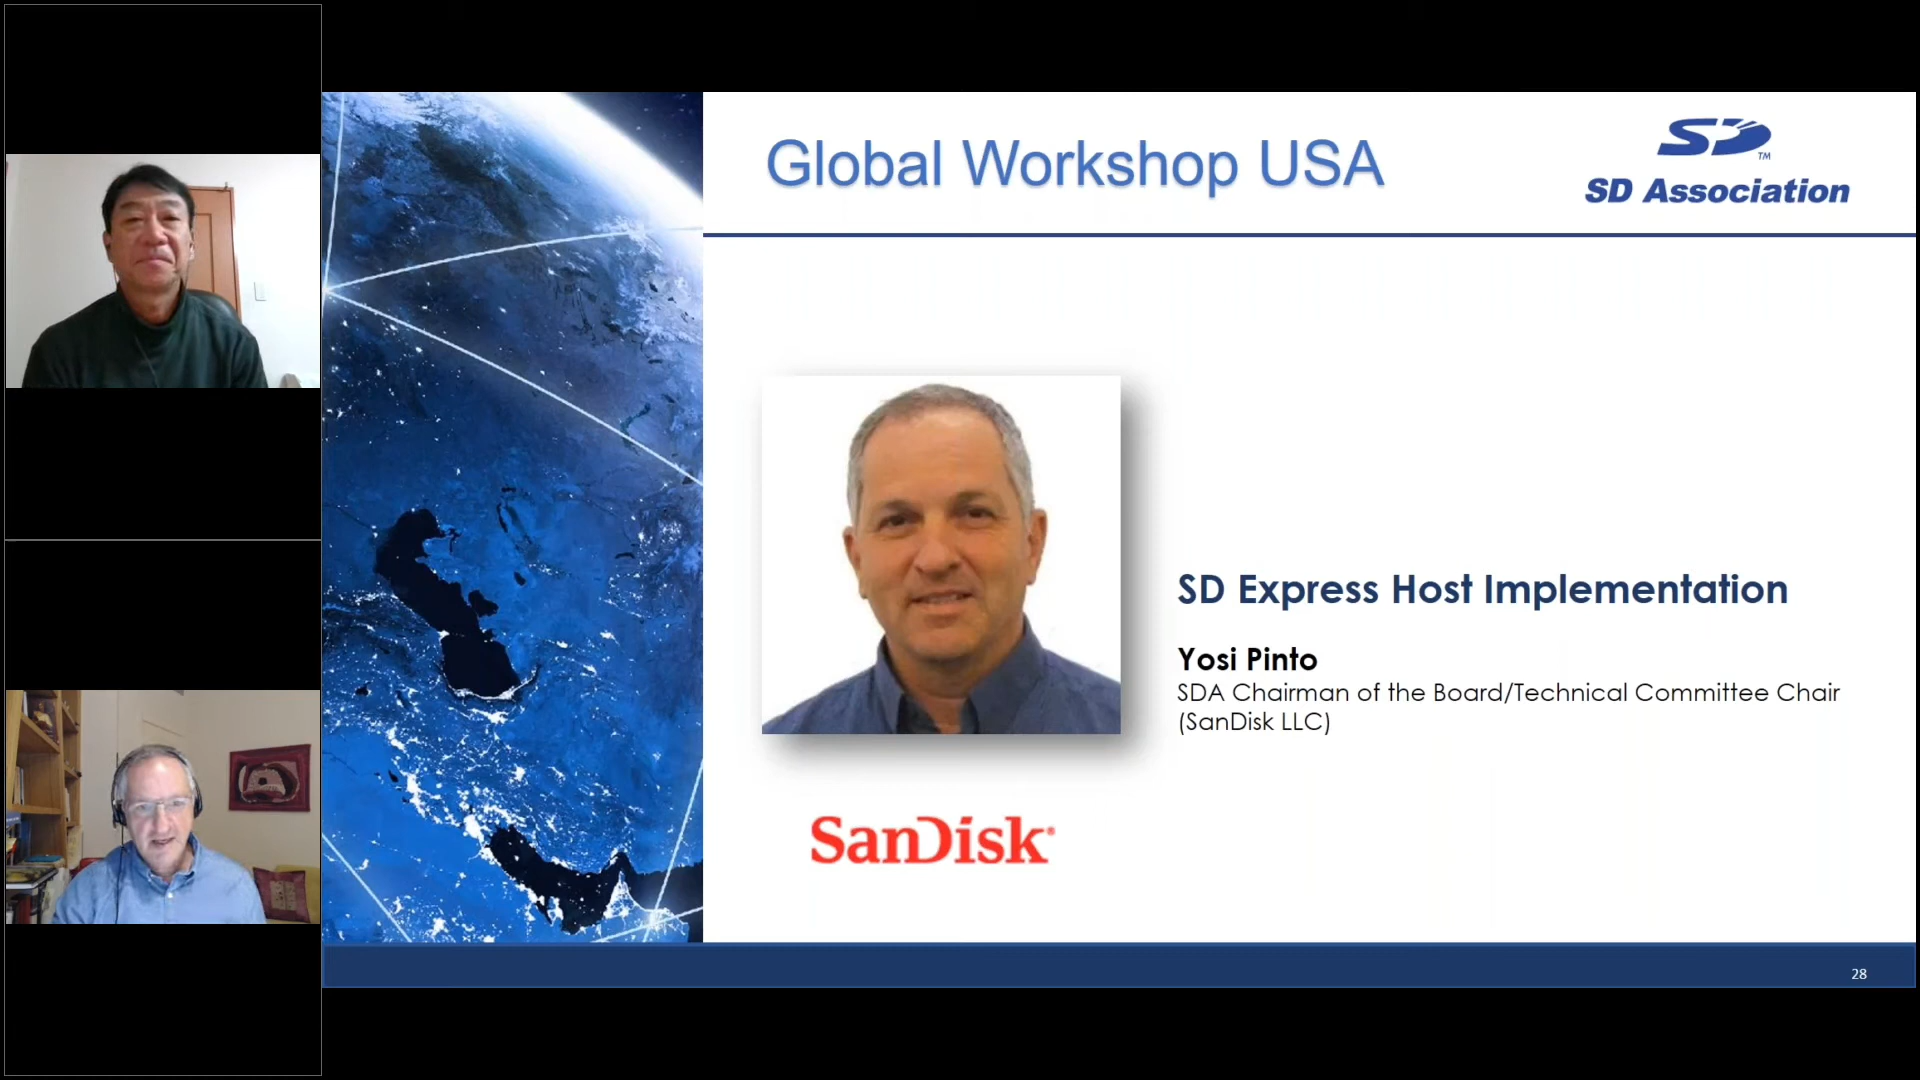 Global Workshop USA
SD
TM
SD Association
SD Express Host Implementation
Yosi Pinto
SDA Chairman of the Board/Technical Committee Chair
(SanDisk LLC)
SanDisk®
28